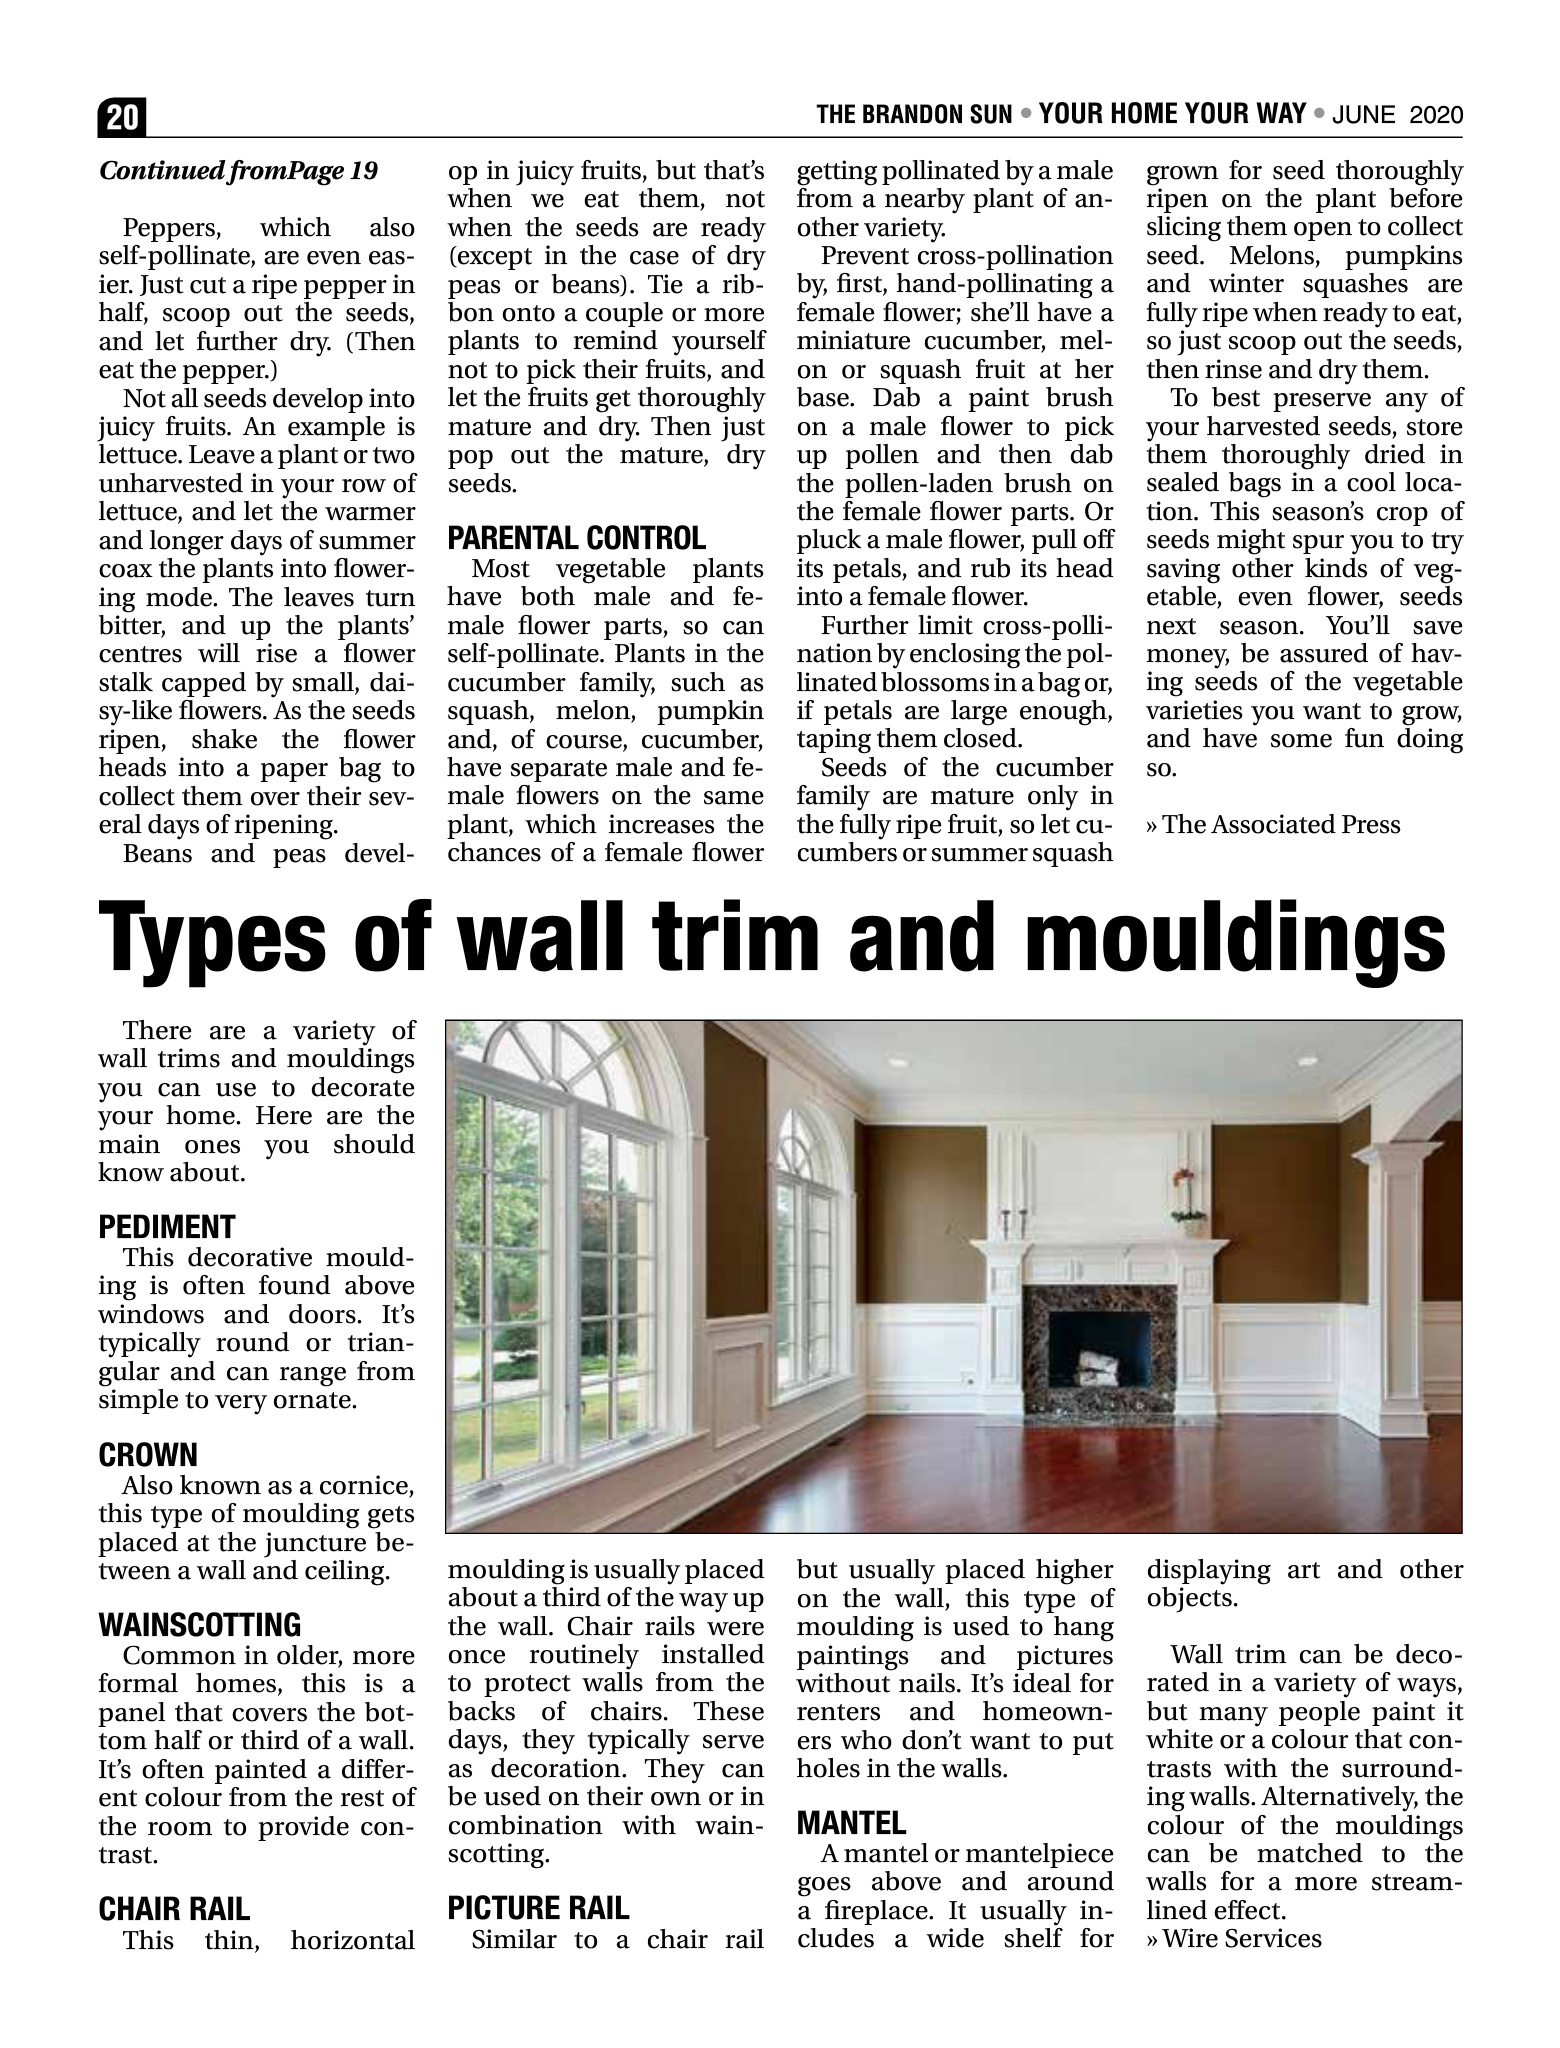 20
THE BRANDON SUN • YOUR HOME YOUR WAY • JUNE 2020
Continued fromPage 19
Peppers, which also
self-pollinate, are even eas-
ier. Just cut a ripe pepper in
half, scoop out the seeds,
and let further dry. (Then
eat the pepper.)
Not all seeds develop into
juicy fruits. An example is
lettuce. Leave a plant or two
unharvested in your row of
lettuce, and let the warmer
and longer days of summer
coax the plants into flower-
ing mode. The leaves turn
bitter, and up the plants'
centres will rise a flower
stalk capped by small, dai-
sy-like flowers. As the seeds
ripen, shake the flower
heads into a paper bag to
collect them over their sev-
eral days of ripening.
Beans and peas devel-
op in juicy fruits, but that's
when we eat them, not
when the seeds are ready
(except in the case of dry
peas or beans). Tie a rib-
bon onto a couple or more
plants to remind yourself
not to pick their fruits, and
let the fruits get thoroughly
mature and dry. Then just
pop out the mature, dry
seeds.
PARENTAL CONTROL
Most vegetable plants
have both male and fe-
male flower parts, so can
self-pollinate. Plants in the
cucumber family, such as
squash, melon, pumpkin
and, of course, cucumber,
have separate male and fe-
male flowers on the same
plant, which increases the
chances of a female flower
getting pollinated by a male
from a nearby plant of an-
other variety.
Prevent cross-pollination
by, first, hand-pollinating a
female flower; she'll have a
miniature cucumber, mel-
on or squash fruit at her
base. Dab a paint brush
on a male flower to pick
up pollen and then dab
the pollen-laden brush on
the female flower parts. Or
pluck a male flower, pull off
its petals, and rub its head
into a female flower.
Further limit cross-polli-
nation by enclosing the pol-
linated blossoms in a bag or,
if petals are large enough,
taping them closed.
Seeds of the cucumber
family are mature only in
the fully ripe fruit, so let cu-
cumbers or summer squash
grown for seed thoroughly
ripen on the plant before
slicing them open to collect
seed. Melons, pumpkins
and winter squashes are
fully ripe when ready to eat,
so just scoop out the seeds,
then rinse and dry them.
To best preserve any of
your harvested seeds, store
them thoroughly dried in
sealed bags in a cool loca-
tion. This season's crop of
seeds might spur you to try
saving other kinds of veg-
etable, even flower, seeds
next season. You'll save
money, be assured of hav-
ing seeds of the vegetable
varieties you want to grow,
and have some fun doing
so.
» The Associated Press
Types of wall trim and mouldings
There are a variety of
wall trims and mouldings
you can use to decorate
your home. Here are the
main ones you should
know about.
PEDIMENT
This decorative mould-
ing is often found above
windows and doors. It's
typically round or trian-
gular and can range from
simple to very ornate.
CROWN
Also known as a cornice,
this type of moulding gets
placed at the juncture be-
tween a wall and ceiling.
WAINSCOTTING
Common in older, more
formal homes, this is a
panel that covers the bot-
tom half or third of a wall.
It's often painted a differ-
ent colour from the rest of
the room to provide con-
trast.
CHAIR RAIL
This thin, horizontal
moulding is usually placed
about a third of the way up
the wall. Chair rails were
once routinely installed
to protect walls from the
backs of chairs. These
days, they typically serve
as decoration. They can
be used on their own or in
combination with wain-
scotting.
PICTURE RAIL
Similar to a chair rail
but usually placed higher
on the wall, this type of
moulding is used to hang
paintings and pictures
without nails. It's ideal for
renters and homeown-
ers who don't want to put
holes in the walls.
MANTEL
A mantel or mantelpiece
goes above and around
a fireplace. It usually in-
cludes a wide shelf for
displaying art and other
objects.
Wall trim can be deco-
rated in a variety of ways,
but many people paint it
white or a colour that con-
trasts with the surround-
ing walls. Alternatively, the
colour of the mouldings
can be matched to the
walls for a more stream-
lined effect.
» Wire Services